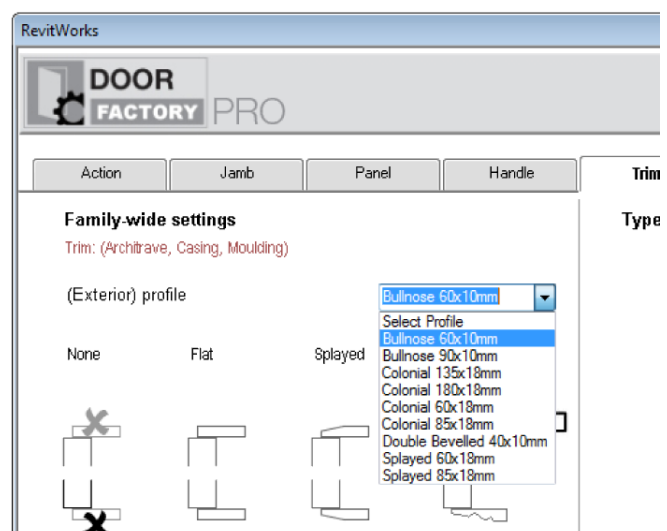 RevitWorks
DOOR
FACTORY PRO
Action Jamb Panel Handle Trim
Family-wide settings Type
Trim: (Architrave, Casing, Moulding)
(Exterior) profile Bullnose 60x10mm
Select Profile
Bullnose 60x10mm
None Flat Splayed Bullnose 90x10mm
Colonial 135x18mm
Colonial 180x18mm
Colonial 60x18mm
Colonial 85x18mm
Double Bevelled 40x10mm
Splayed 60x18mm
Splayed 85x18mm